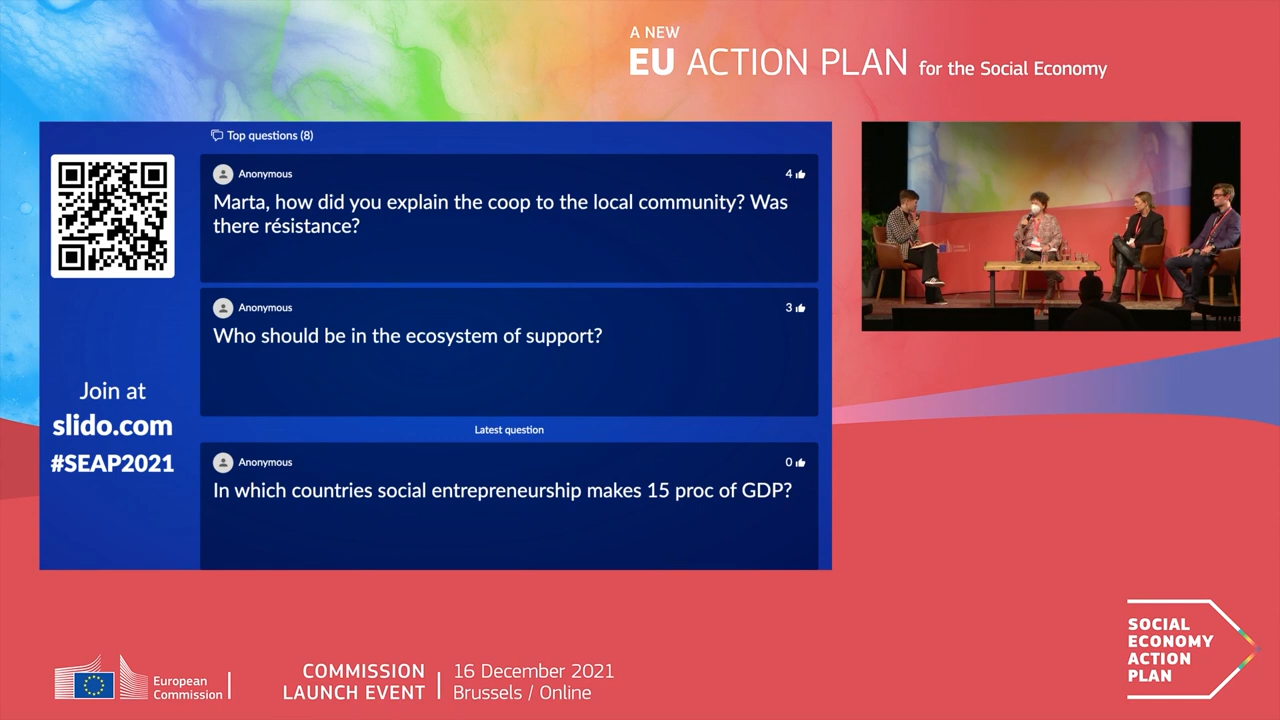 A NEW
EU ACTION PLAN for the Social Economy
Top questions (8)
Anonymous
4
Marta, how did you explain the coop to the local community? Was
there résistance?
Anonymous
3
Who should be in the ecosystem of support?
Join at
slido.com
#SEAP2021
Latest question
Anonymous
0
In which countries social entrepreneurship makes 15 proc of GDP?
European
Commission
COMMISSION
LAUNCH EVENT
16 December 2021
Brussels / Online
SOCIAL
ECONOMY
ACTION
PLAN